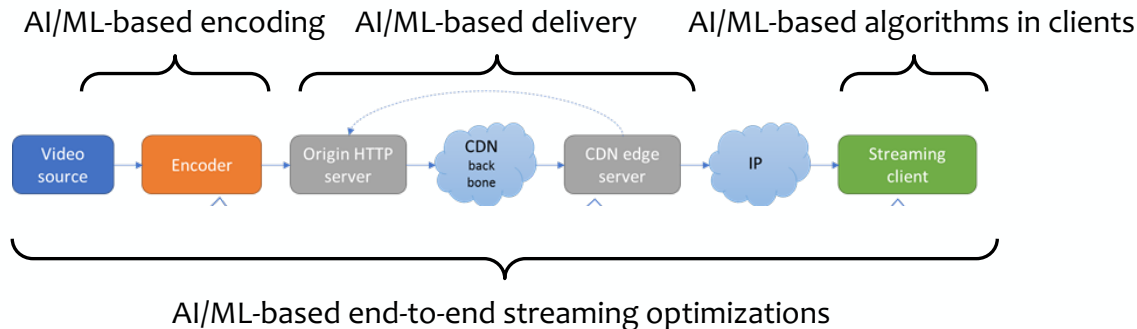 AI/ML-based encoding
AI/ML-based delivery
AI/ML-based algorithms in clients
Video
source
Encoder
Origin HTTP
server
CDN
back
bone
CDN edge
server
IP
Streaming
client
AI/ML-based end-to-end streaming optimizations